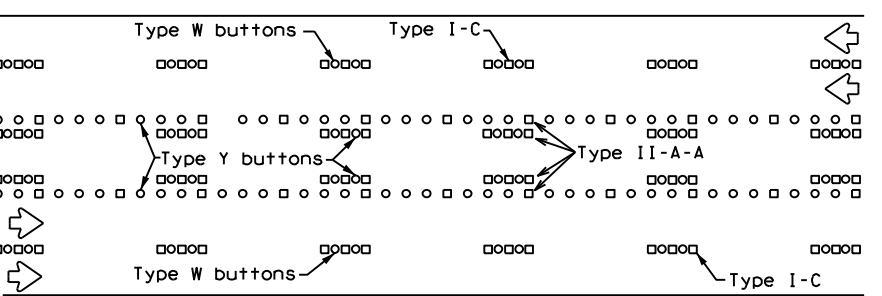 Type W buttons
Type I-C
Type Y buttons
Type II-A-A
Type W buttons
Type I-C